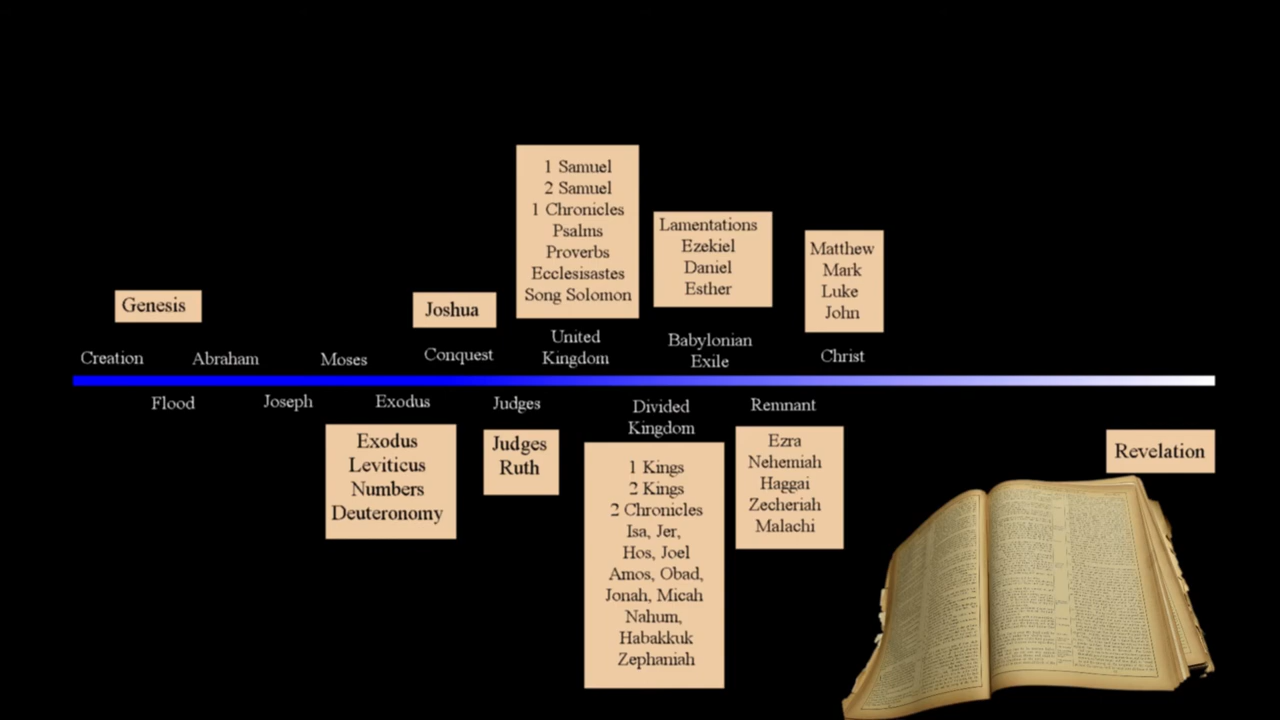 1 Samuel
2 Samuel
1 Chronicles
Psalms
Proverbs
Ecclesisastes
Song Solomon
Lamentations
Ezekiel
Daniel
Esther
Matthew
Mark
Luke
John
Genesis
Joshua
Creation
Abraham
Moses
Conquest
United
Kingdom
Babylonian
Exile
Christ
Flood
Joseph
Exodus
Judges
Divided
Kingdom
Remnant
Exodus
Leviticus
Numbers
Deuteronomy
Judges
Ruth
1 Kings
2 Kings
2 Chronicles
Isa, Jer,
Hos, Joel
Amos, Obad,
Jonah, Micah
Nahum,
Habakkuk
Zephaniah
Ezra
Nehemiah
Haggai
Zecheriah
Malachi
Revelation